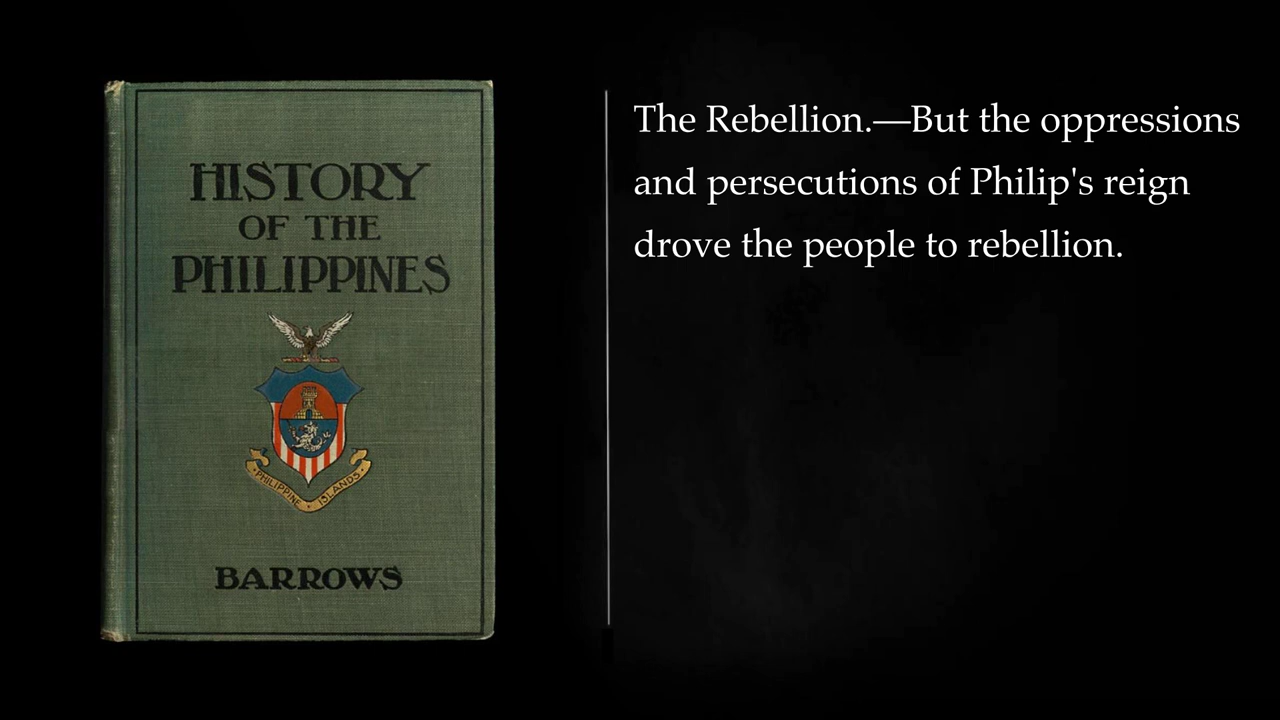 HISTORY
OF THE
PHILIPPINES
PHILIPPINE ISLANDS
BARROWS
The Rebellion.—But the oppressions
and persecutions of Philip's reign
drove the people to rebellion.